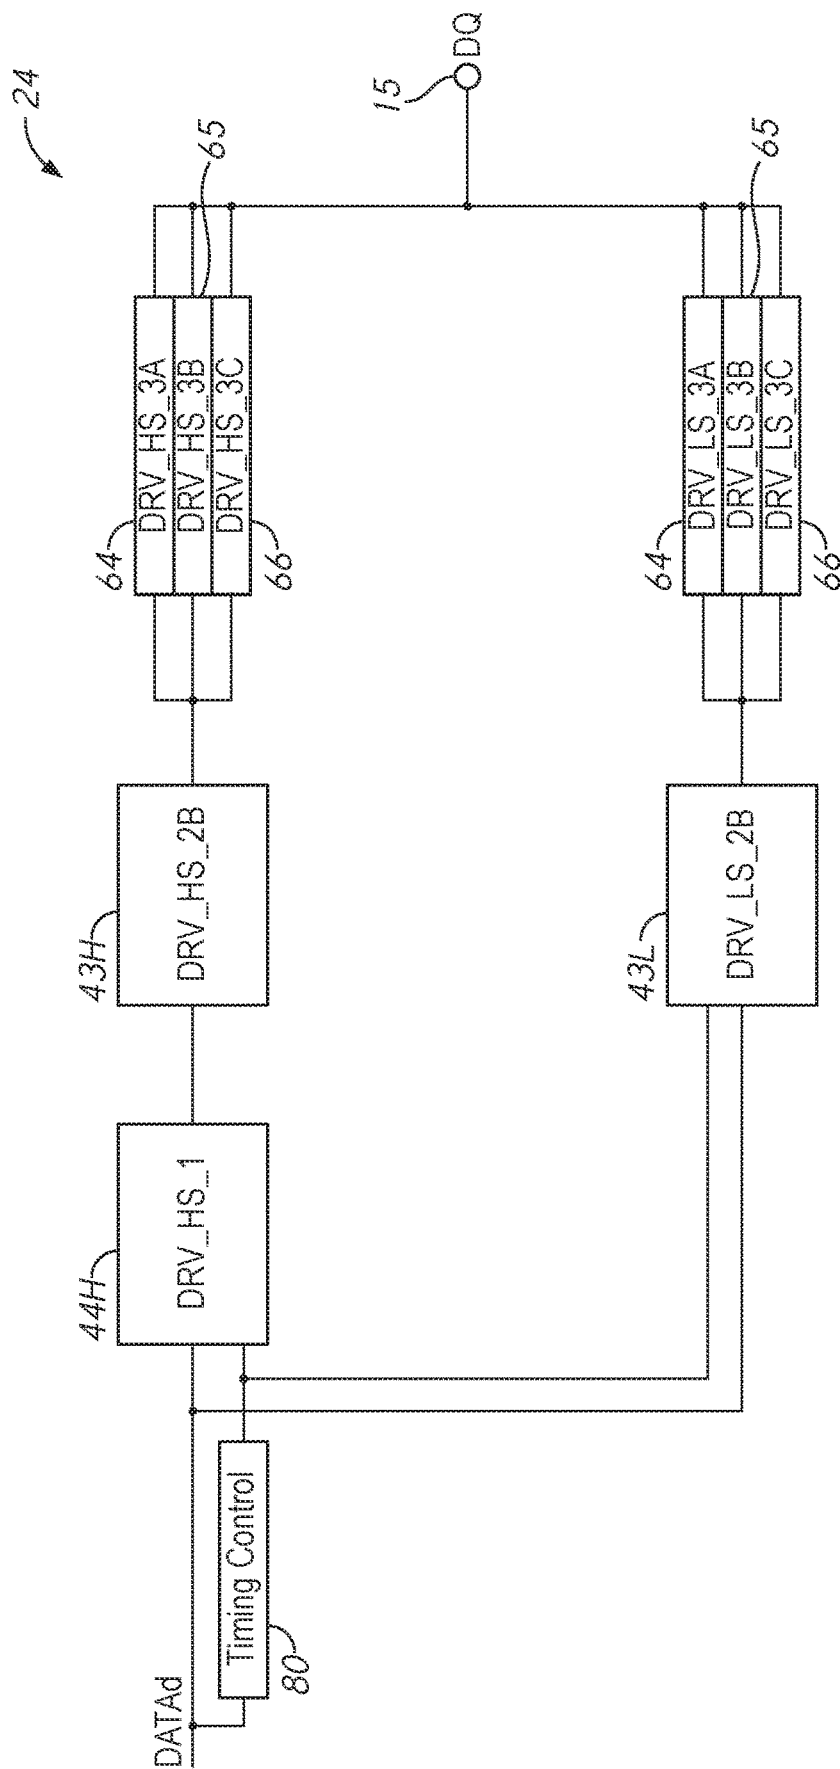 24
DATAd
Timing Control
80
44H
DRV_HS_1
43H
DRV_HS_2B
64
DRV_HS_3A
DRV_HS_3B
DRV_HS_3C
65
66
15
DQ
43L
DRV_LS_2B
64
DRV_LS_3A
DRV_LS_3B
DRV_LS_3C
65
66